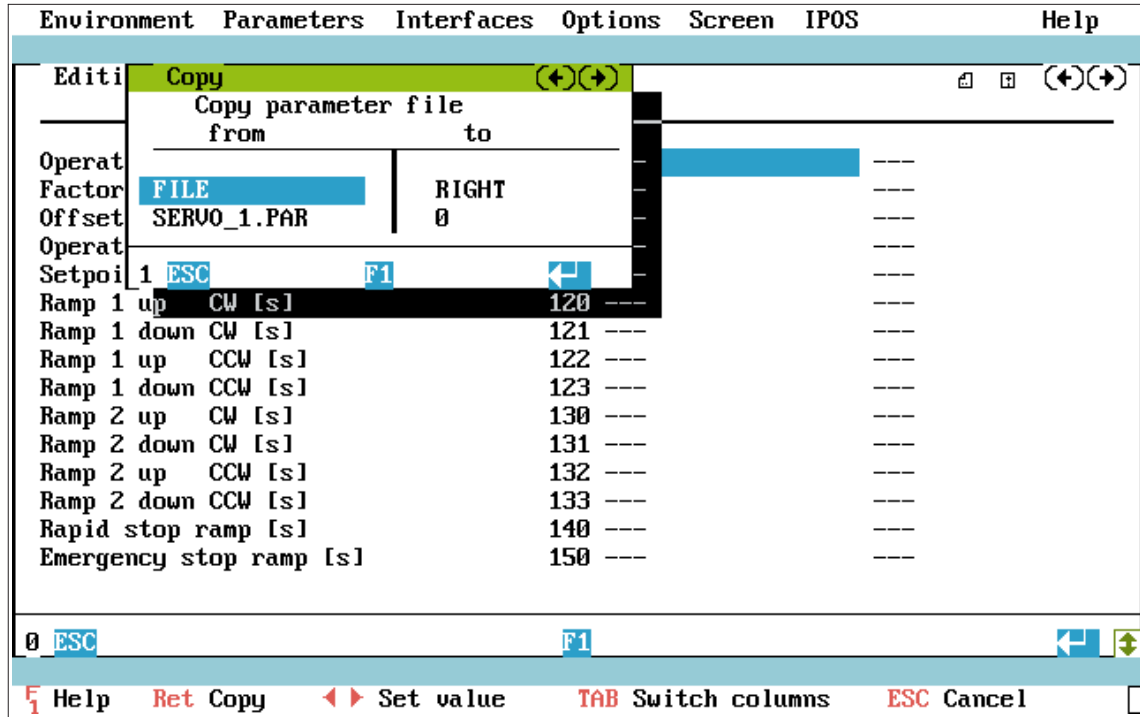 Environment Parameters Interfaces Options Screen IPOS Help
Editi Copy (←)(→) (←)(→)
Copy parameter file
from to
Operat --- 
Factor FILE RIGHT ---
Offset SERVO_1.PAR 0 ---
Operat ---
Setpoi 1 ESC F1 ---
Ramp 1 up CW [s] 120 --- ---
Ramp 1 down CW [s] 121 --- ---
Ramp 1 up CCW [s] 122 --- ---
Ramp 1 down CCW [s] 123 --- ---
Ramp 2 up CW [s] 130 --- ---
Ramp 2 down CW [s] 131 --- ---
Ramp 2 up CCW [s] 132 --- ---
Ramp 2 down CCW [s] 133 --- ---
Rapid stop ramp [s] 140 --- ---
Emergency stop ramp [s] 150 --- ---
0 ESC F1
F1 Help Ret Copy Set value TAB Switch columns ESC Cancel